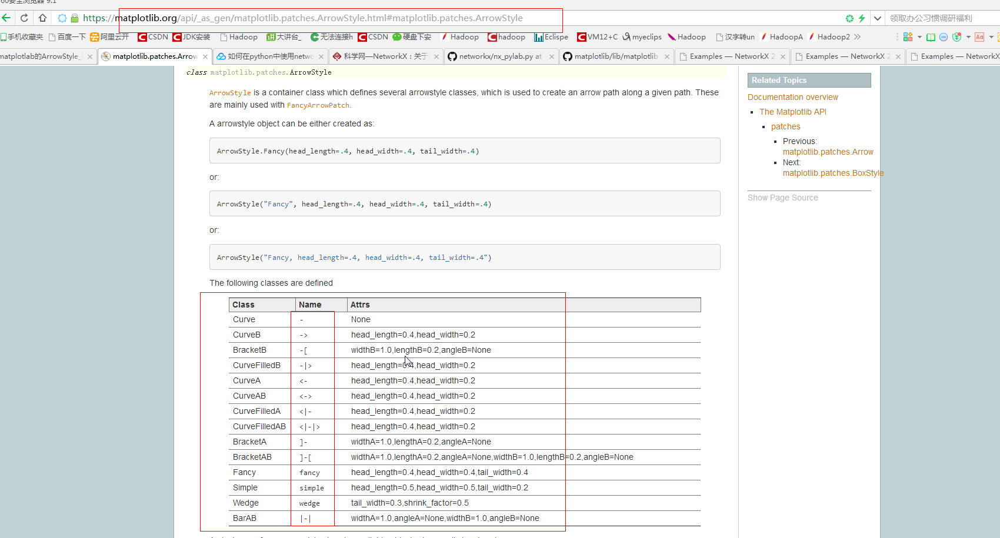 60安全浏览器 9.1
https://matplotlib.org/api/_as_gen/matplotlib.patches.ArrowStyle.html#matplotlib.patches.ArrowStyle
领取办公习惯调研福利
手机收藏夹 百度一下 阿里云开 CSDN JDK安装 Hadoop 大讲台_ 无法连接h CSDN 硬盘下安 Hadoop hadoop Eclispe VM12+C myeclips Hadoop 汉字转un HadoopA Hadoop2 »
matplotlab的ArrowStyle_ × matplotlib.patches.Arrow × 如何在python中使用netwo × 科学网—NetworkX : 关于 × networkx/nx_pylab.py at × matplotlib/lib/matplotlib × Examples — NetworkX 2 × Examples — NetworkX 2 × Examples — NetworkX
class matplotlib.patches.ArrowStyle
ArrowStyle is a container class which defines several arrowstyle classes, which is used to create an arrow path along a given path. These
are mainly used with FancyArrowPatch.
A arrowstyle object can be either created as:
ArrowStyle.Fancy(head_length=.4, head_width=.4, tail_width=.4)
or:
ArrowStyle("Fancy", head_length=.4, head_width=.4, tail_width=.4)
or:
ArrowStyle("Fancy, head_length=.4, head_width=.4, tail_width=.4")
The following classes are defined
Class Name Attrs
Curve - None
CurveB -> head_length=0.4,head_width=0.2
BracketB -[ widthB=1.0,lengthB=0.2,angleB=None
CurveFilledB -|> head_length=0.4,head_width=0.2
CurveA <- head_length=0.4,head_width=0.2
CurveAB <-> head_length=0.4,head_width=0.2
CurveFilledA <|- head_length=0.4,head_width=0.2
CurveFilledAB <|-|> head_length=0.4,head_width=0.2
BracketA ]- widthA=1.0,lengthA=0.2,angleA=None
BracketAB ]-[ widthA=1.0,lengthA=0.2,angleA=None,widthB=1.0,lengthB=0.2,angleB=None
Fancy fancy head_length=0.4,head_width=0.4,tail_width=0.4
Simple simple head_length=0.5,head_width=0.5,tail_width=0.2
Wedge wedge tail_width=0.3,shrink_factor=0.5
BarAB |-| widthA=1.0,angleA=None,widthB=1.0,angleB=None
Related Topics
Documentation overview
The Matplotlib API
patches
Previous:
matplotlib.patches.Arrow
Next:
matplotlib.patches.BoxStyle
Show Page Source